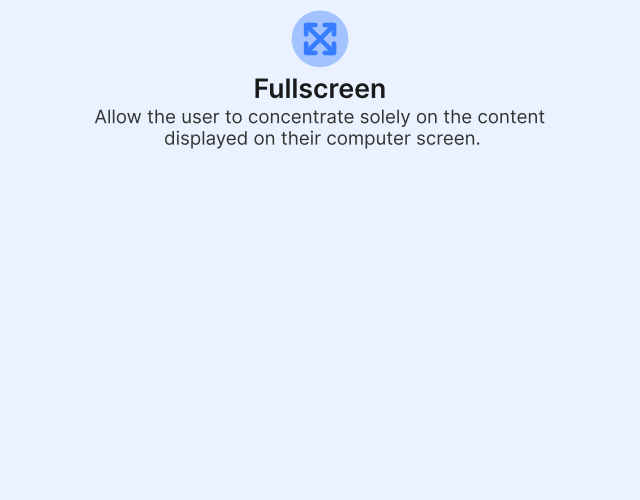 Fullscreen
Allow the user to concentrate solely on the content
displayed on their computer screen.